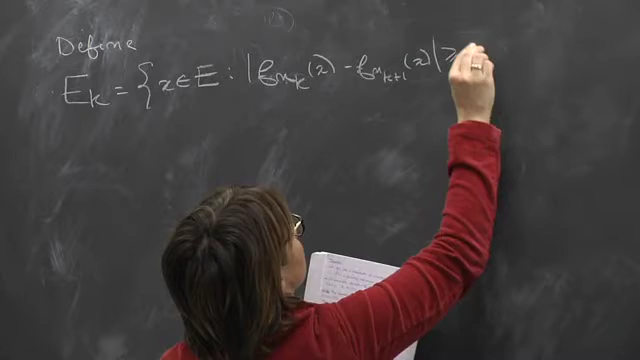 Define
E_k = { x ∈ E : |f_{n_k}(x) - f_{n_{k+1}}(x)| ≥